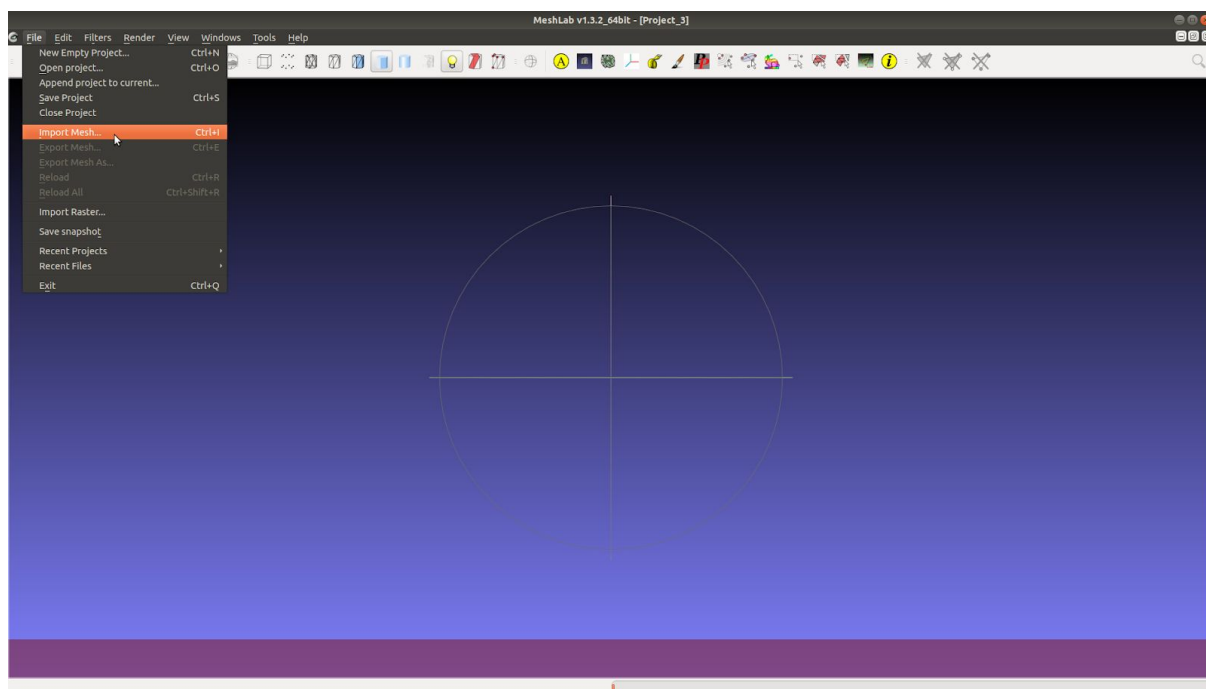 MeshLab v1.3.2_64bit - [Project_3]
File Edit Filters Render View Windows Tools Help
New Empty Project... Ctrl+N
Open project... Ctrl+O
Append project to current...
Save Project Ctrl+S
Close Project
Import Mesh... Ctrl+I
Export Mesh... Ctrl+E
Export Mesh As...
Reload Ctrl+R
Reload All Ctrl+Shift+R
Import Raster...
Save snapshot
Recent Projects
Recent Files
Exit Ctrl+Q
A
i